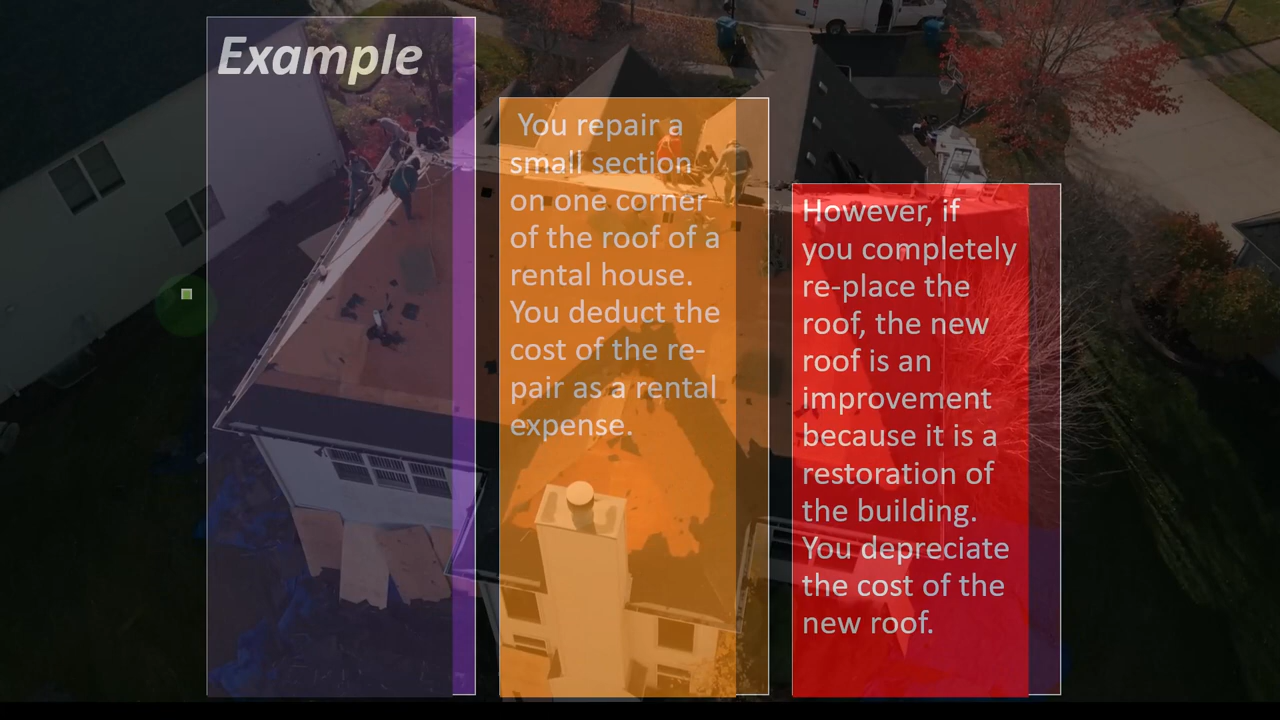 Example
You repair a
small section
on one corner
of the roof of a
rental house.
You deduct the
cost of the re-
pair as a rental
expense.
However, if
you completely
re-place the
roof, the new
roof is an
improvement
because it is a
restoration of
the building.
You depreciate
the cost of the
new roof.